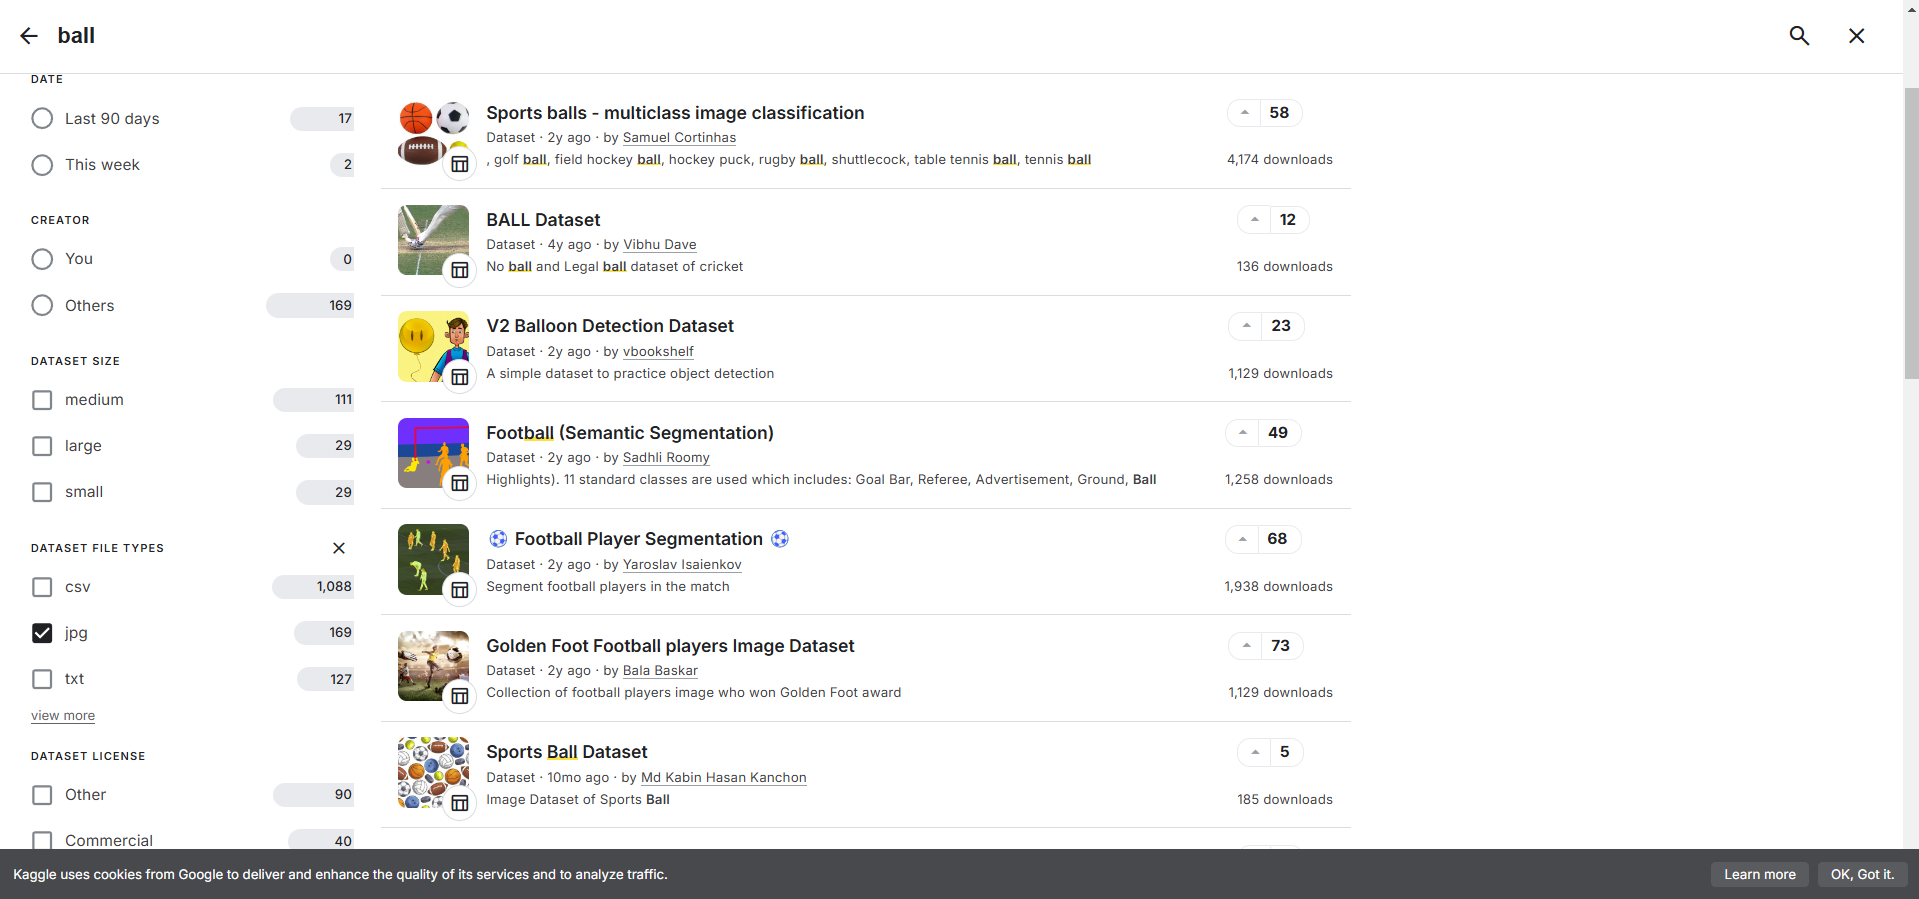 ball
DATE
Last 90 days 17
This week 2
CREATOR
You 0
Others 169
DATASET SIZE
medium 111
large 29
small 29
DATASET FILE TYPES
csv 1,088
jpg 169
txt 127
view more
DATASET LICENSE
Other 90
Commercial 40
Sports balls - multiclass image classification
58
Dataset · 2y ago · by Samuel Cortinhas
, golf ball, field hockey ball, hockey puck, rugby ball, shuttlecock, table tennis ball, tennis ball
4,174 downloads
BALL Dataset
12
Dataset · 4y ago · by Vibhu Dave
No ball and Legal ball dataset of cricket
136 downloads
V2 Balloon Detection Dataset
23
Dataset · 2y ago · by vbookshelf
A simple dataset to practice object detection
1,129 downloads
Football (Semantic Segmentation)
49
Dataset · 2y ago · by Sadhli Roomy
Highlights). 11 standard classes are used which includes: Goal Bar, Referee, Advertisement, Ground, Ball
1,258 downloads
⚽ Football Player Segmentation ⚽
68
Dataset · 2y ago · by Yaroslav Isaienkov
Segment football players in the match
1,938 downloads
Golden Foot Football players Image Dataset
73
Dataset · 2y ago · by Bala Baskar
Collection of football players image who won Golden Foot award
1,129 downloads
Sports Ball Dataset
5
Dataset · 10mo ago · by Md Kabin Hasan Kanchon
Image Dataset of Sports Ball
185 downloads
Kaggle uses cookies from Google to deliver and enhance the quality of its services and to analyze traffic.
Learn more
OK, Got it.